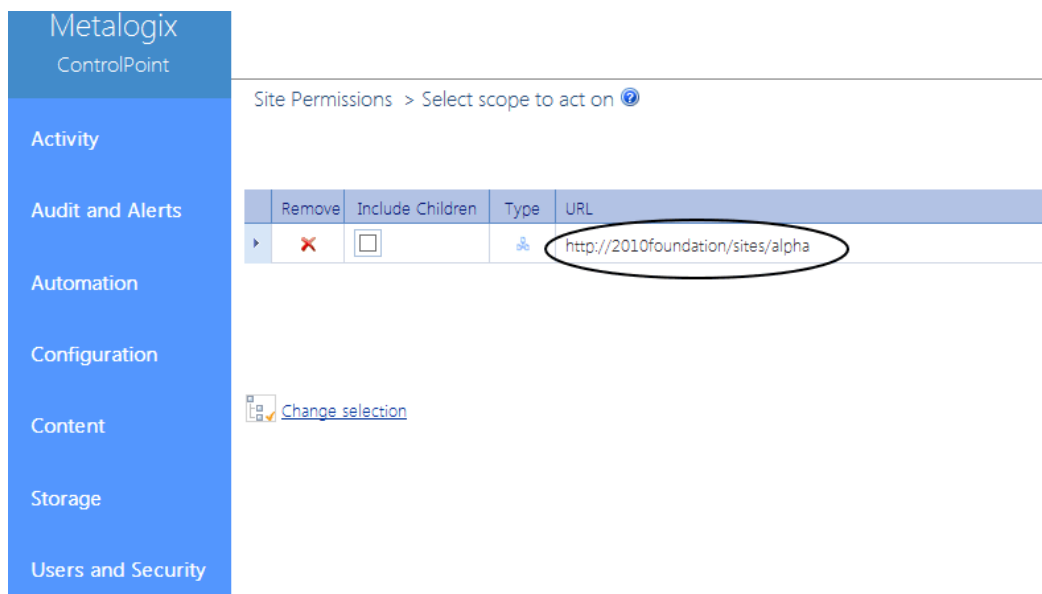 Metalogix
ControlPoint
Site Permissions > Select scope to act on
Activity
Audit and Alerts
Remove Include Children Type URL
http://2010foundation/sites/alpha
Automation
Configuration
Change selection
Content
Storage
Users and Security